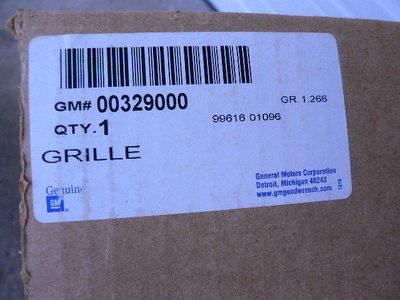 GM# 00329000
GR.1.266
QTY.1
99616 01096
GRILLE
Genuine
GM
General Motors Corporation
Detroit, Michigan 48243
www.gmgoodwrench.com
1216